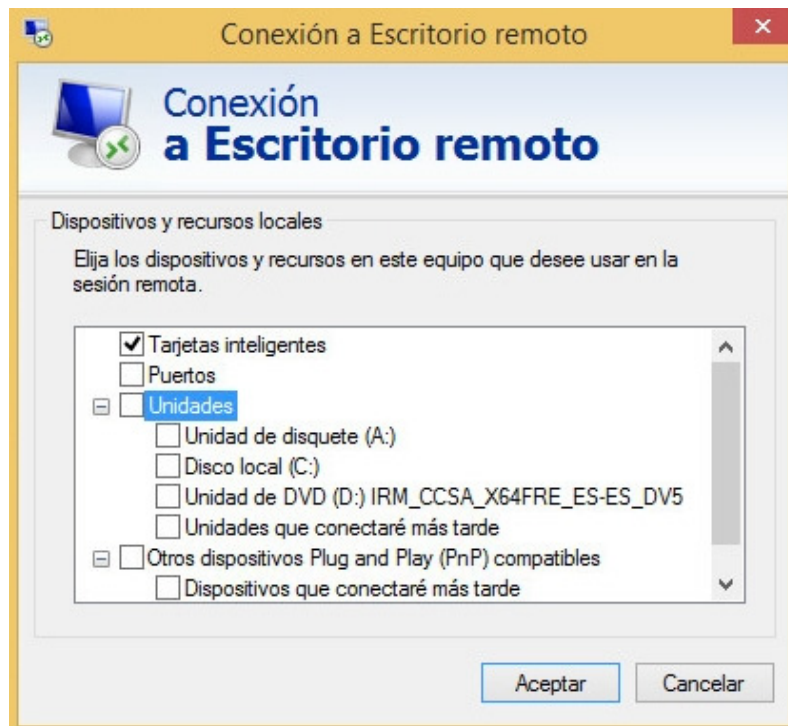 Conexión a Escritorio remoto
Conexión
a Escritorio remoto
Dispositivos y recursos locales
Elija los dispositivos y recursos en este equipo que desee usar en la
sesión remota.
Tarjetas inteligentes
Puertos
Unidades
Unidad de disquete (A:)
Disco local (C:)
Unidad de DVD (D:) IRM_CCSA_X64FRE_ES-ES_DV5
Unidades que conectaré más tarde
Otros dispositivos Plug and Play (PnP) compatibles
Dispositivos que conectaré más tarde
Aceptar
Cancelar